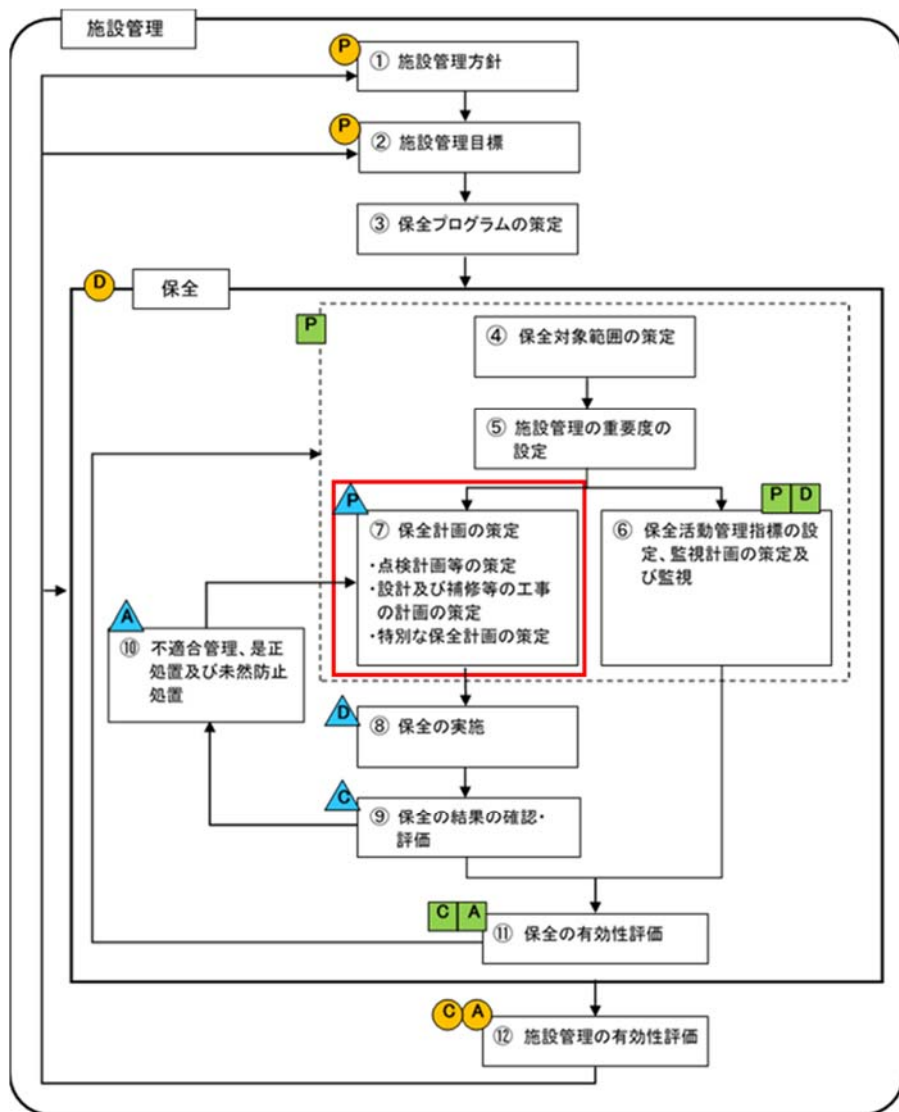 施設管理
P
① 施設管理方針
P
② 施設管理目標
③ 保全プログラムの策定
D
保全
P
④ 保全対象範囲の策定
⑤ 施設管理の重要度の
設定
P
⑦ 保全計画の策定
・点検計画等の策定
・設計及び補修等の工事
の計画の策定
・特別な保全計画の策定
P D
⑥ 保全活動管理指標の設
定、監視計画の策定及
び監視
A
⑩ 不適合管理、是正
処置及び未然防止
処置
D
⑧ 保全の実施
C
⑨ 保全の結果の確認・
評価
C A
⑪ 保全の有効性評価
C A
⑫ 施設管理の有効性評価